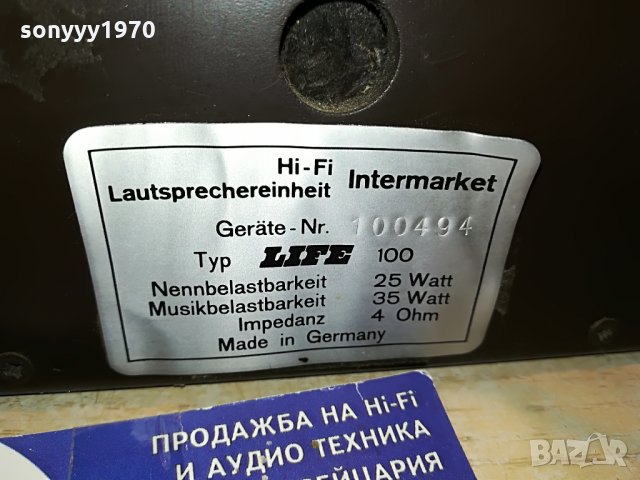 sonyyy1970
Hi-Fi
Lautsprechereinheit Intermarket
Geräte-Nr. 100494
Typ LIFE 100
Nennbelastbarkeit 25 Watt
Musikbelastbarkeit 35 Watt
Impedanz 4 Ohm
Made in Germany
ПРОДАЖБА НА Hi-Fi
И АУДИО ТЕХНИКА
BAZAR